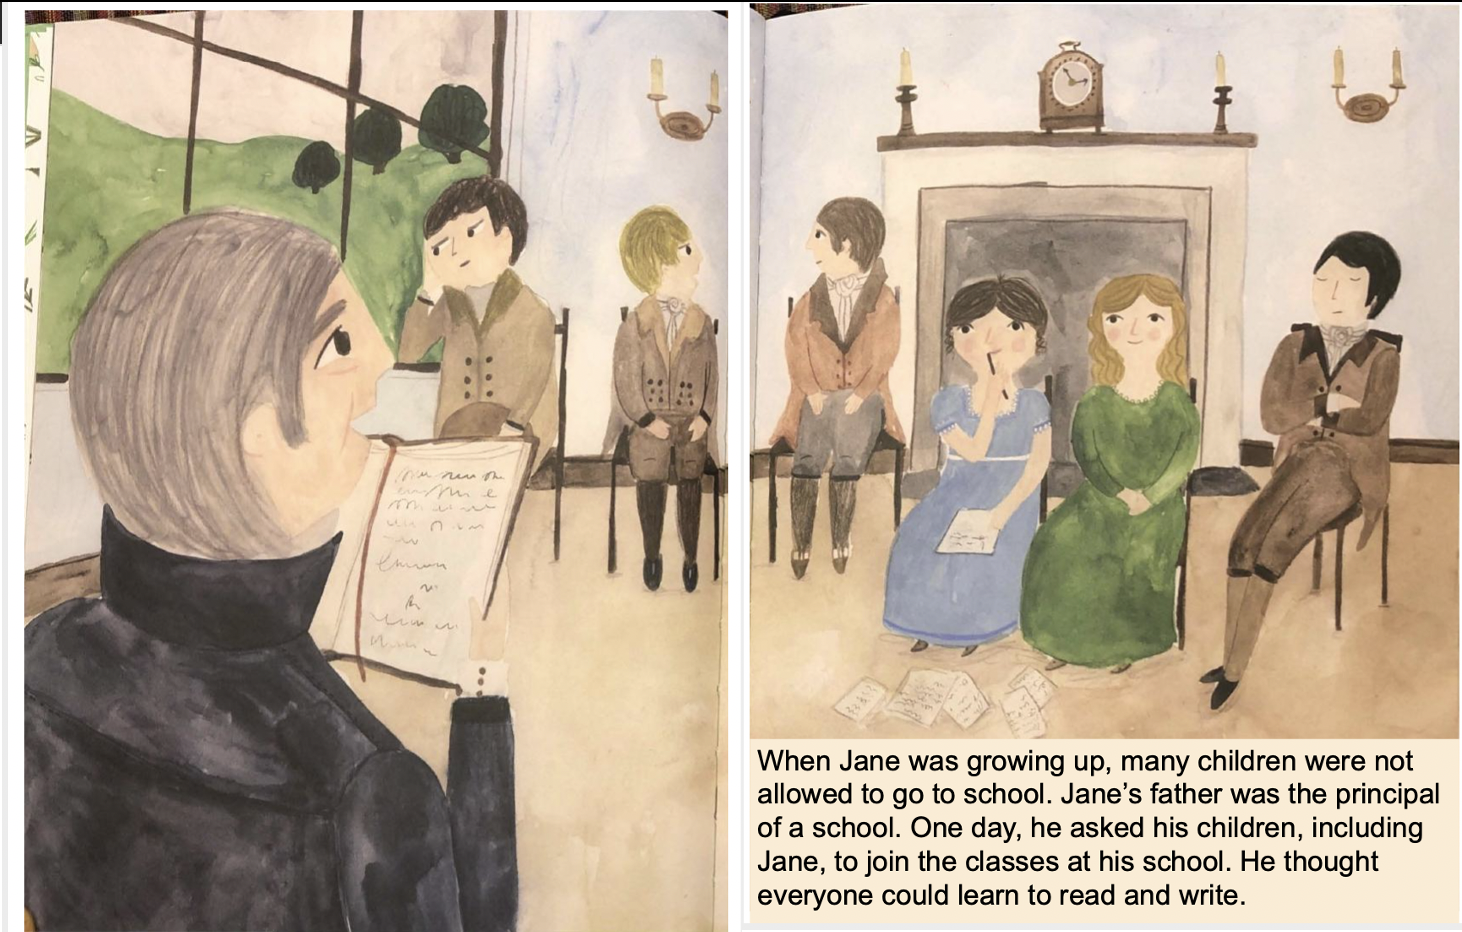 When Jane was growing up, many children were not
allowed to go to school. Jane’s father was the principal
of a school. One day, he asked his children, including
Jane, to join the classes at his school. He thought
everyone could learn to read and write.